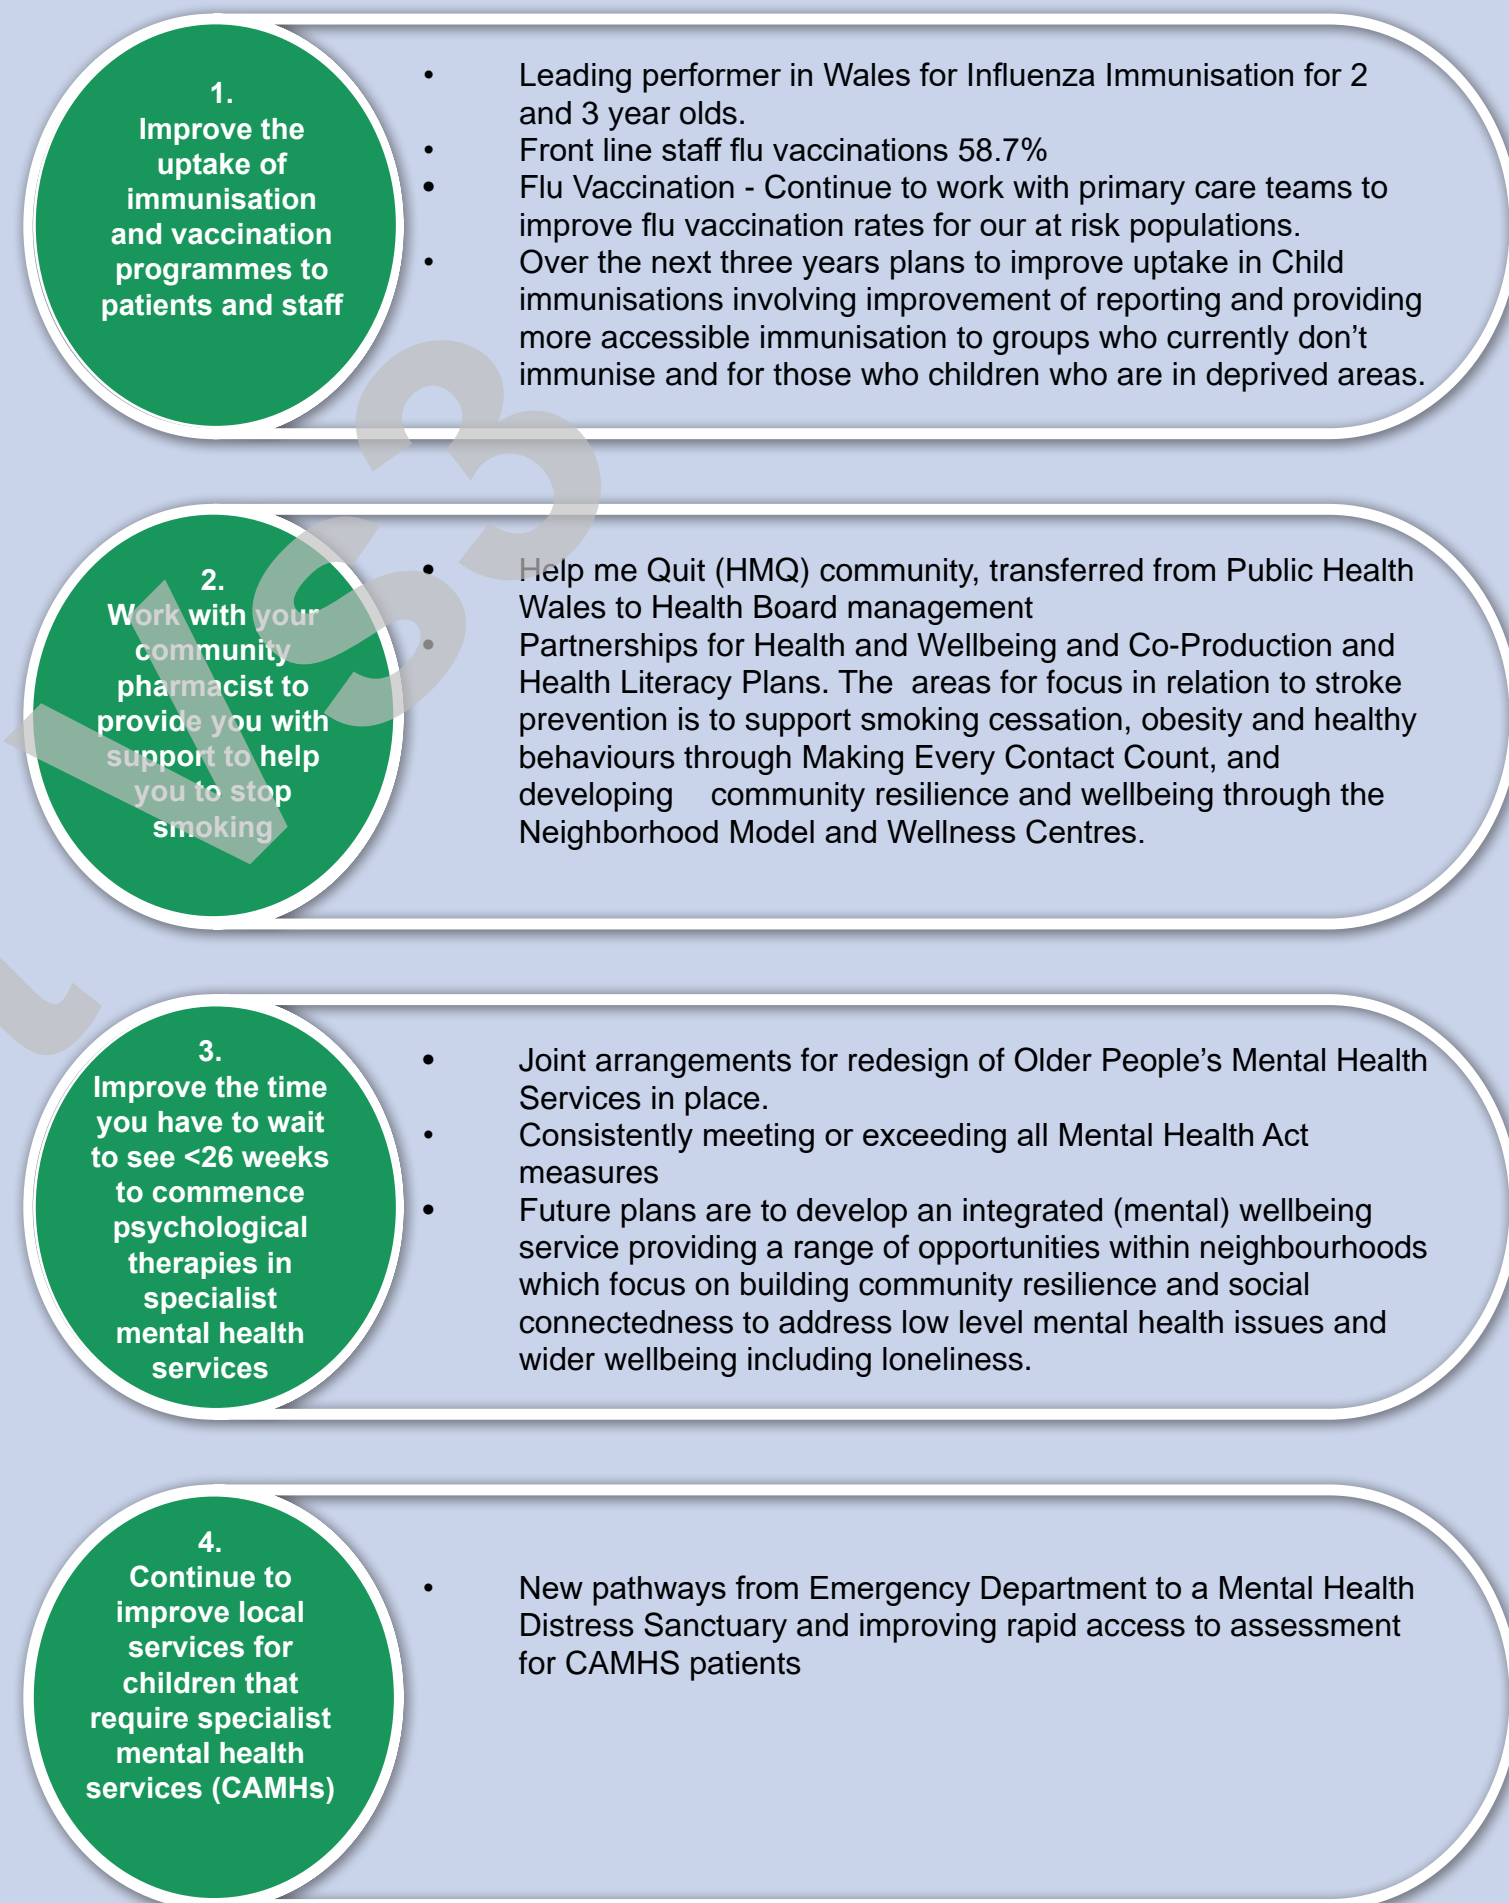 1.
Improve the
uptake of
immunisation
and vaccination
programmes to
patients and staff
• Leading performer in Wales for Influenza Immunisation for 2
and 3 year olds.
• Front line staff flu vaccinations 58.7%
• Flu Vaccination - Continue to work with primary care teams to
improve flu vaccination rates for our at risk populations.
• Over the next three years plans to improve uptake in Child
immunisations involving improvement of reporting and providing
more accessible immunisation to groups who currently don’t
immunise and for those who children who are in deprived areas.
2.
Work with your
community
pharmacist to
provide you with
support to help
you to stop
smoking
• Help me Quit (HMQ) community, transferred from Public Health
Wales to Health Board management
• Partnerships for Health and Wellbeing and Co-Production and
Health Literacy Plans. The areas for focus in relation to stroke
prevention is to support smoking cessation, obesity and healthy
behaviours through Making Every Contact Count, and
developing community resilience and wellbeing through the
Neighborhood Model and Wellness Centres.
3.
Improve the time
you have to wait
to see <26 weeks
to commence
psychological
therapies in
specialist
mental health
services
• Joint arrangements for redesign of Older People’s Mental Health
Services in place.
• Consistently meeting or exceeding all Mental Health Act
measures
• Future plans are to develop an integrated (mental) wellbeing
service providing a range of opportunities within neighbourhoods
which focus on building community resilience and social
connectedness to address low level mental health issues and
wider wellbeing including loneliness.
4.
Continue to
improve local
services for
children that
require specialist
mental health
services (CAMHs)
• New pathways from Emergency Department to a Mental Health
Distress Sanctuary and improving rapid access to assessment
for CAMHS patients
t Vs3